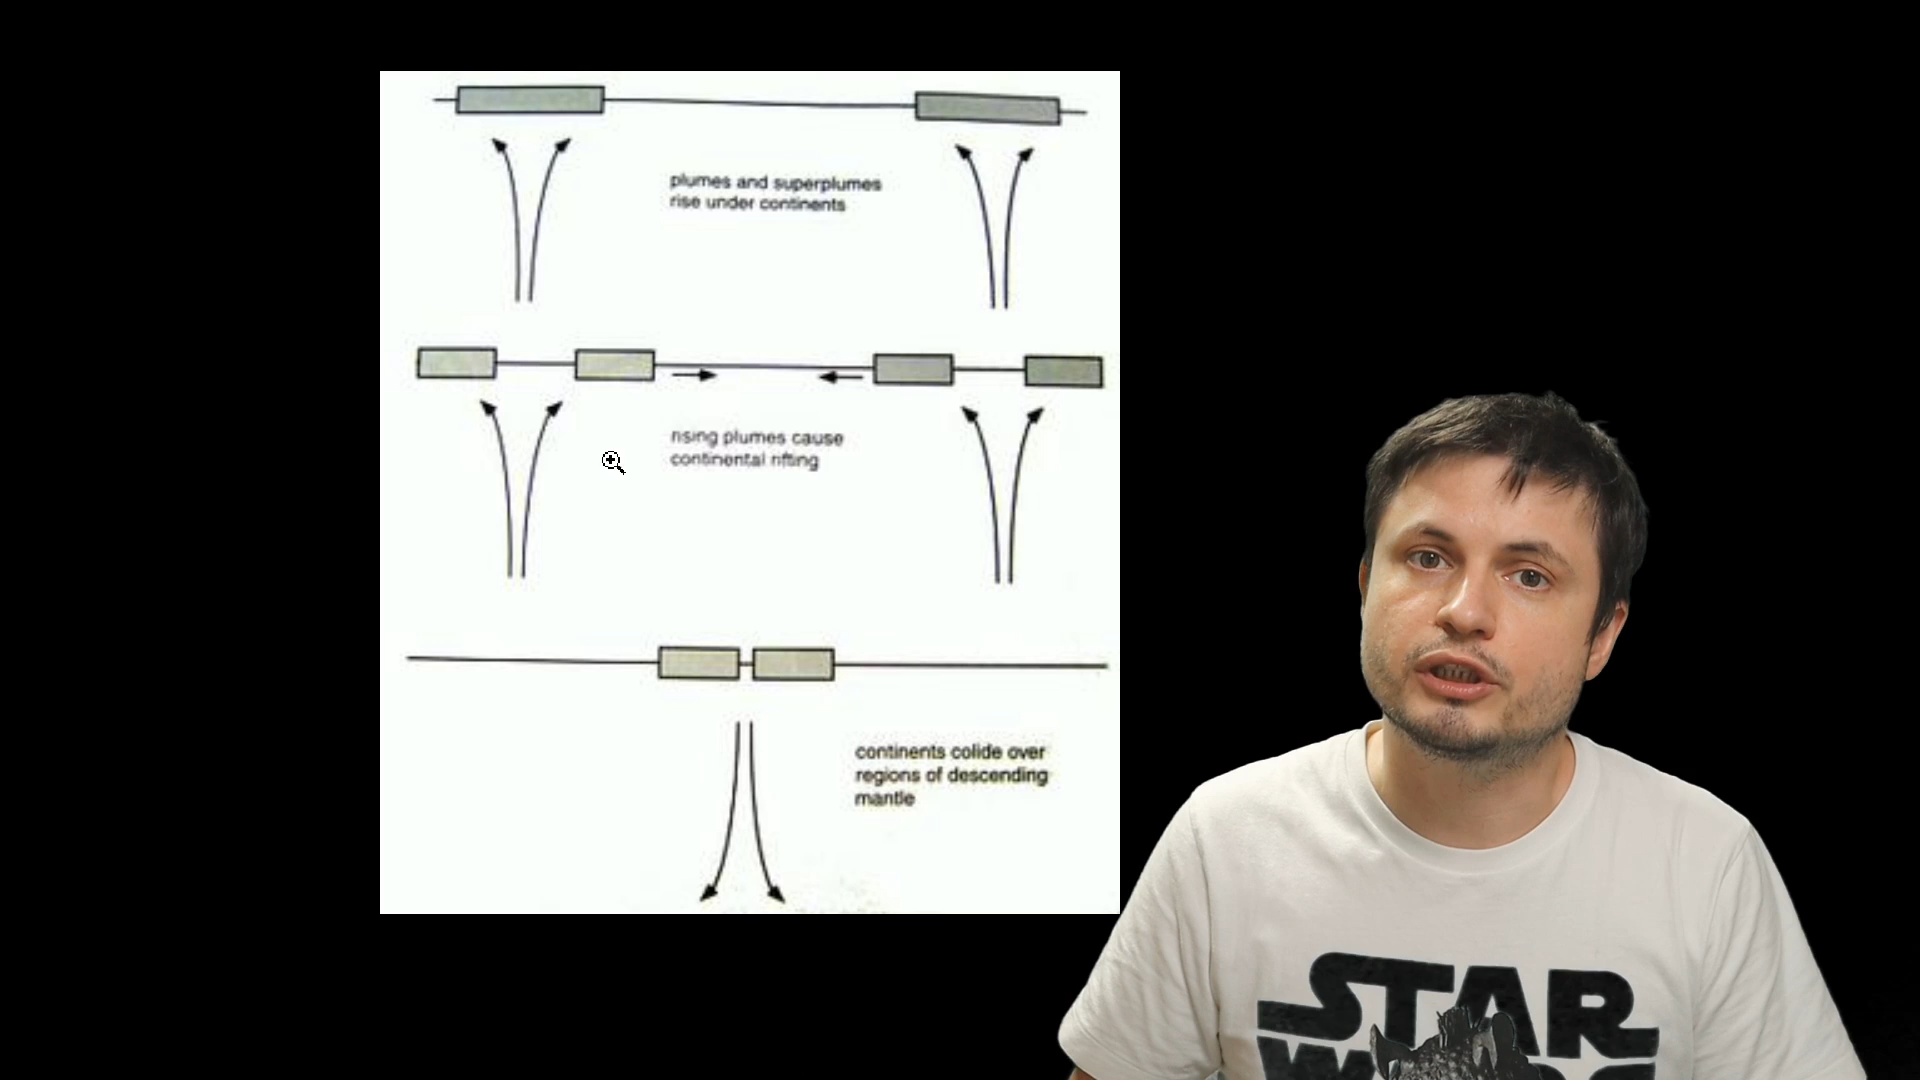 plumes and superplumes
rise under continents
rising plumes cause
continental rifting
continents colide over
regions of descending
mantle
STAR
WARS